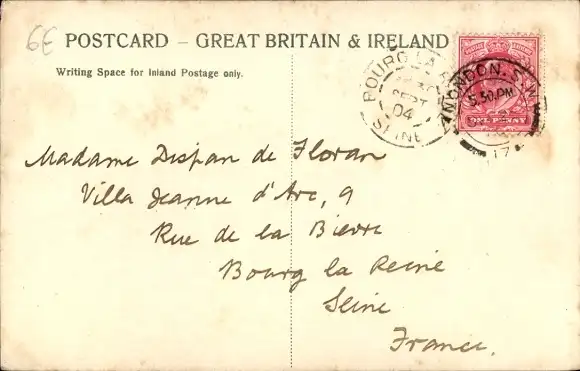 6E
POSTCARD – GREAT BRITAIN & IRELAND
Writing Space for Inland Postage only.
BOURG LA
SEPT
04
SEINE
LONDON. S.W.
5.30.PM
17
ONE PENNY
Madame Dispan de Floran
Villa Jeanne d'Arc, 9
Rue de la Bievre
Bourg la Reine
Seine
France.